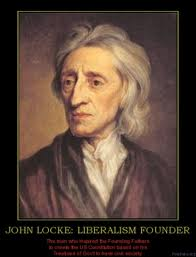 JOHN LOCKE: LIBERALISM FOUNDER
The man who inspired the Founding Fathers
to create the US Constitution based on his
Treatises of Gov't to have civil society